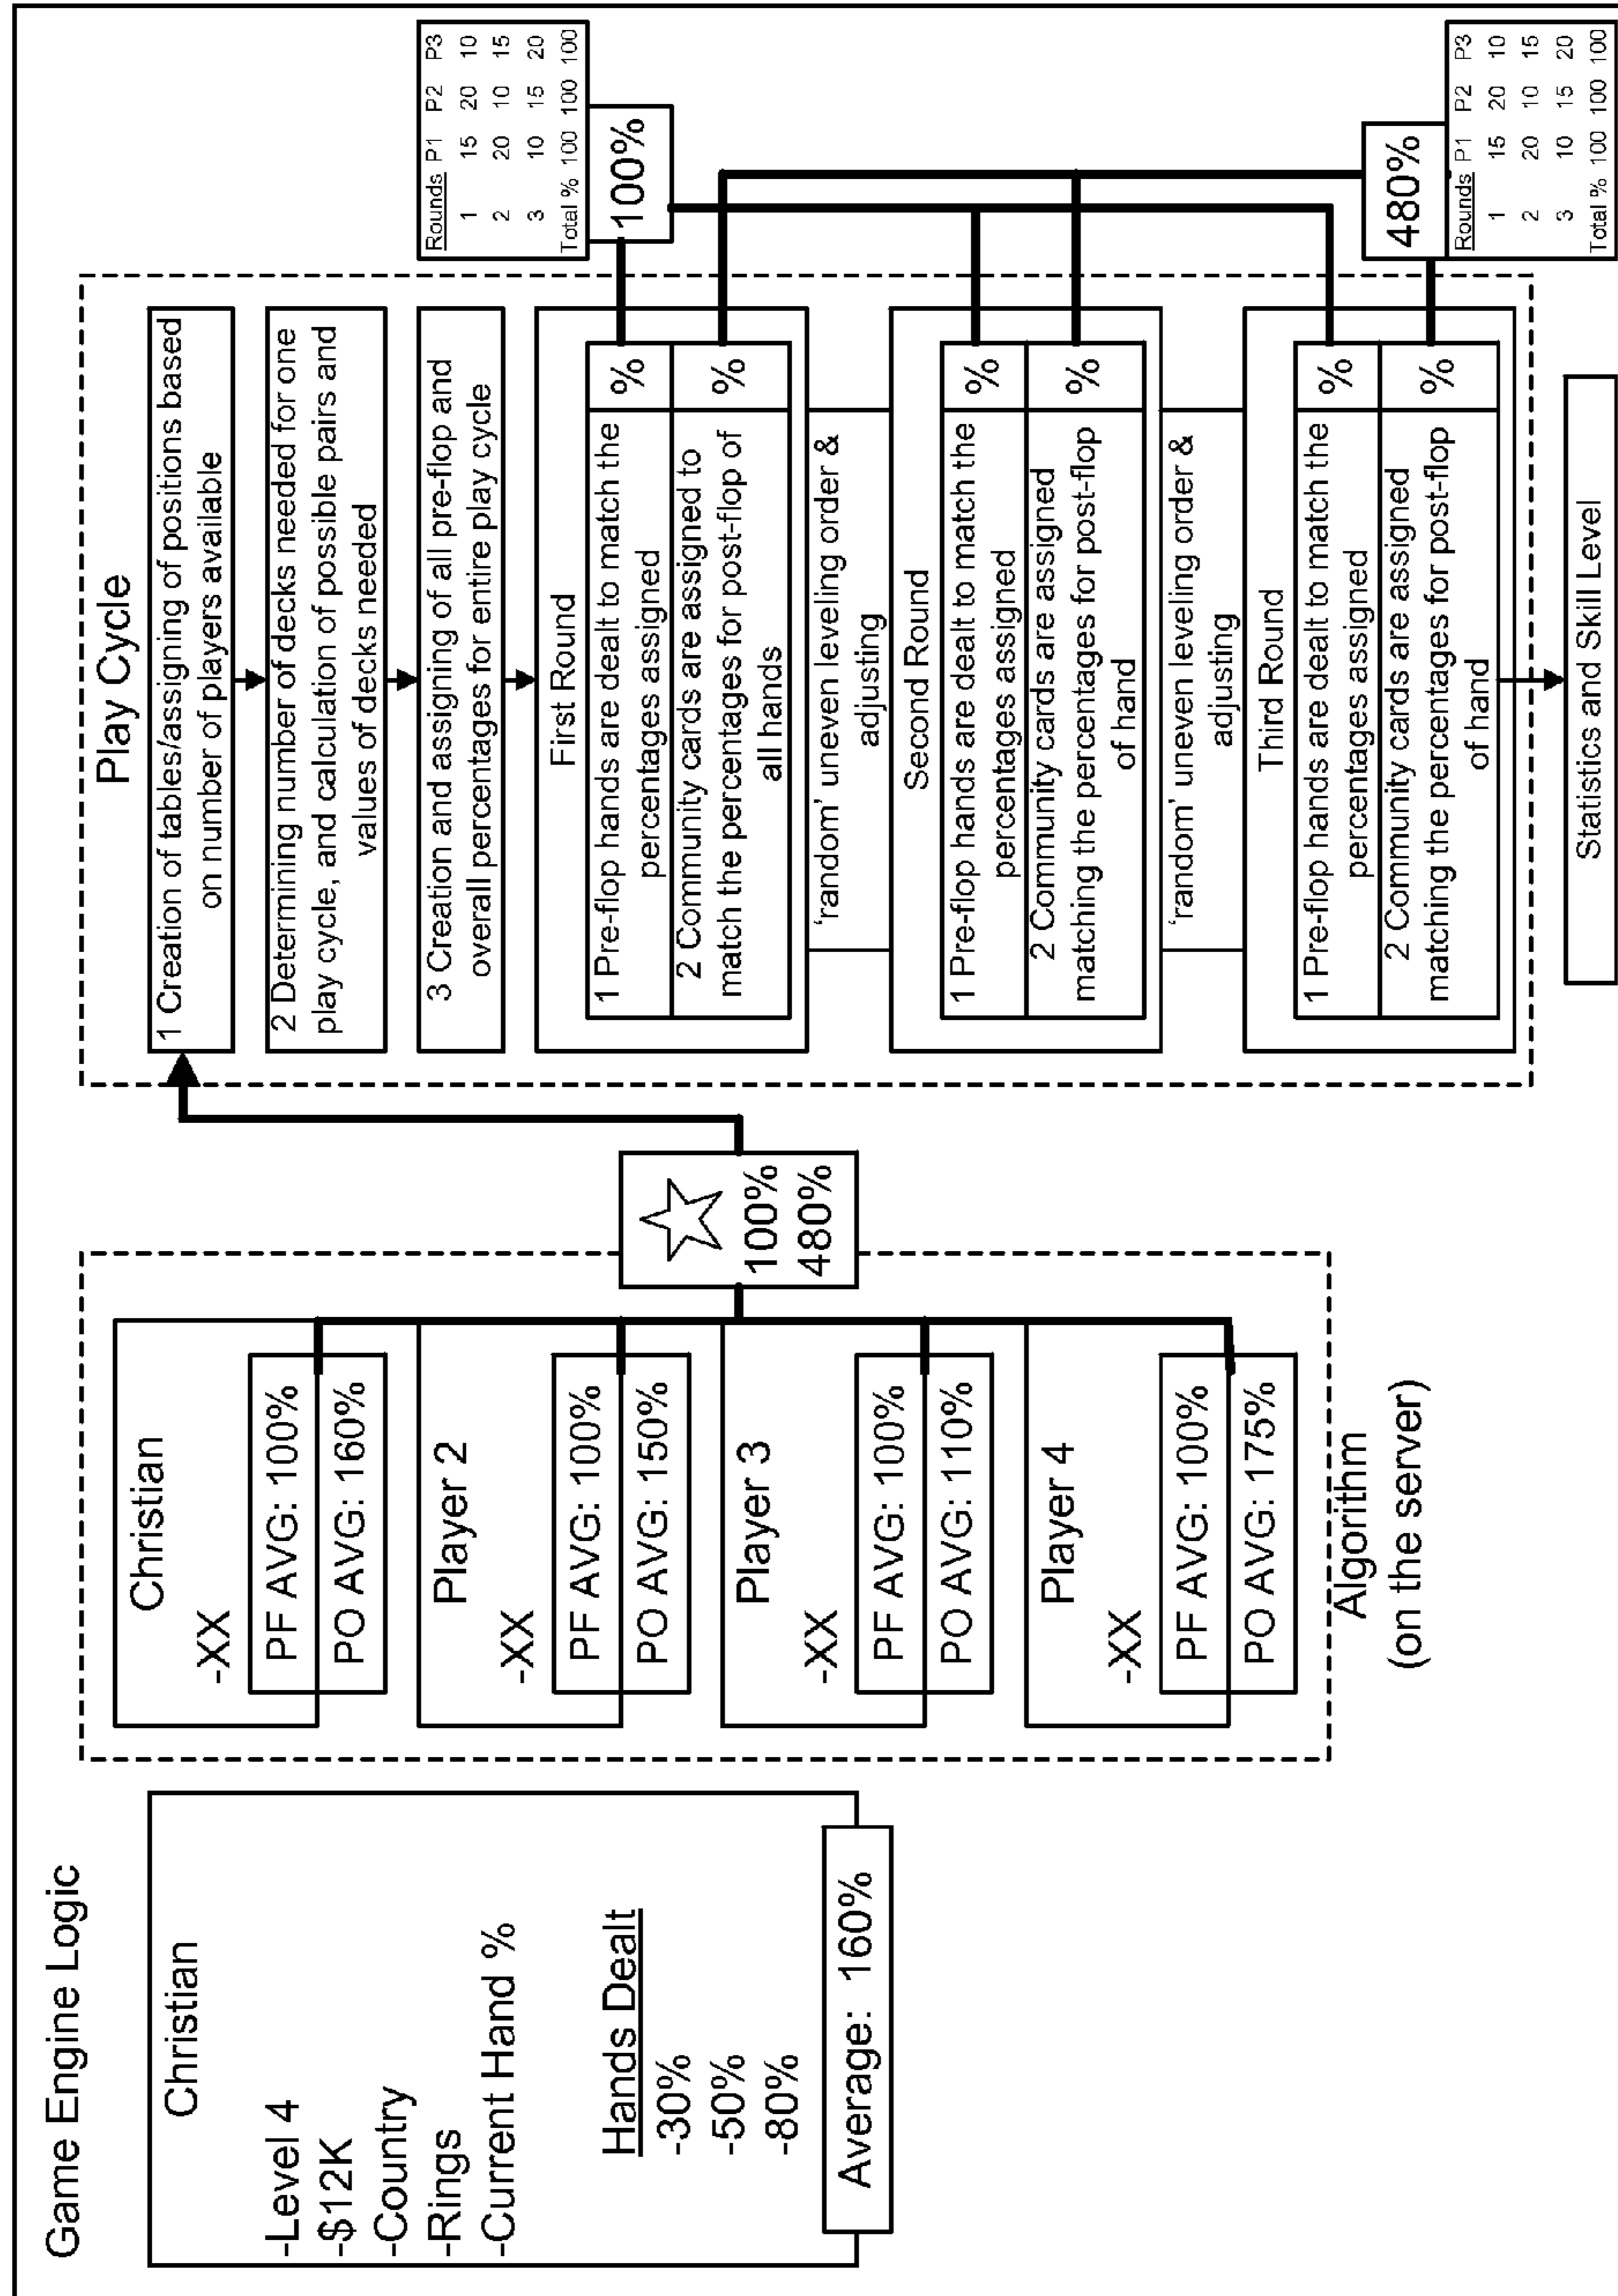 Game Engine Logic
Christian
-Level 4
-$12K
-Country
-Rings
-Current Hand %
Hands Dealt
-30%
-50%
-80%
Average: 160%
Christian
-XX
PF AVG: 100%
PO AVG: 160%
Player 2
-XX
PF AVG: 100%
PO AVG: 150%
Player 3
-XX
PF AVG: 100%
PO AVG: 110%
Player 4
-XX
PF AVG: 100%
PO AVG: 175%
Algorithm
(on the server)
100%
480%
Play Cycle
1 Creation of tables/assigning of positions based
on number of players available
2 Determining number of decks needed for one
play cycle, and calculation of possible pairs and
values of decks needed
3 Creation and assigning of all pre-flop and
overall percentages for entire play cycle
First Round
1 Pre-flop hands are dealt to match the
percentages assigned
%
2 Community cards are assigned to
match the percentages for post-flop of
all hands
%
'random' uneven levelling order &
adjusting
Second Round
1 Pre-flop hands are dealt to match the
percentages assigned
%
2 Community cards are assigned
matching the percentages for post-flop
of hand
%
'random' uneven levelling order &
adjusting
Third Round
1 Pre-flop hands are dealt to match the
percentages assigned
%
2 Community cards are assigned
matching the percentages for post-flop
of hand
%
Statistics and Skill Level
Rounds P1 P2 P3
1 15 20 10
2 20 10 15
3 10 15 20
Total % 100 100 100
100%
480%
Rounds P1 P2 P3
1 15 20 10
2 20 10 15
3 10 15 20
Total % 100 100 100